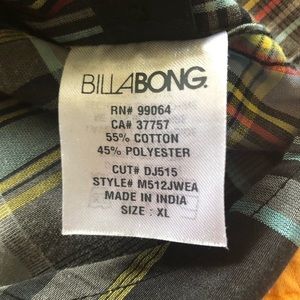 BILLABONG.
RN# 99064
CA# 37757
55% COTTON
45% POLYESTER
CUT# DJ515
STYLE# M512JWEA
MADE IN INDIA
SIZE : XL